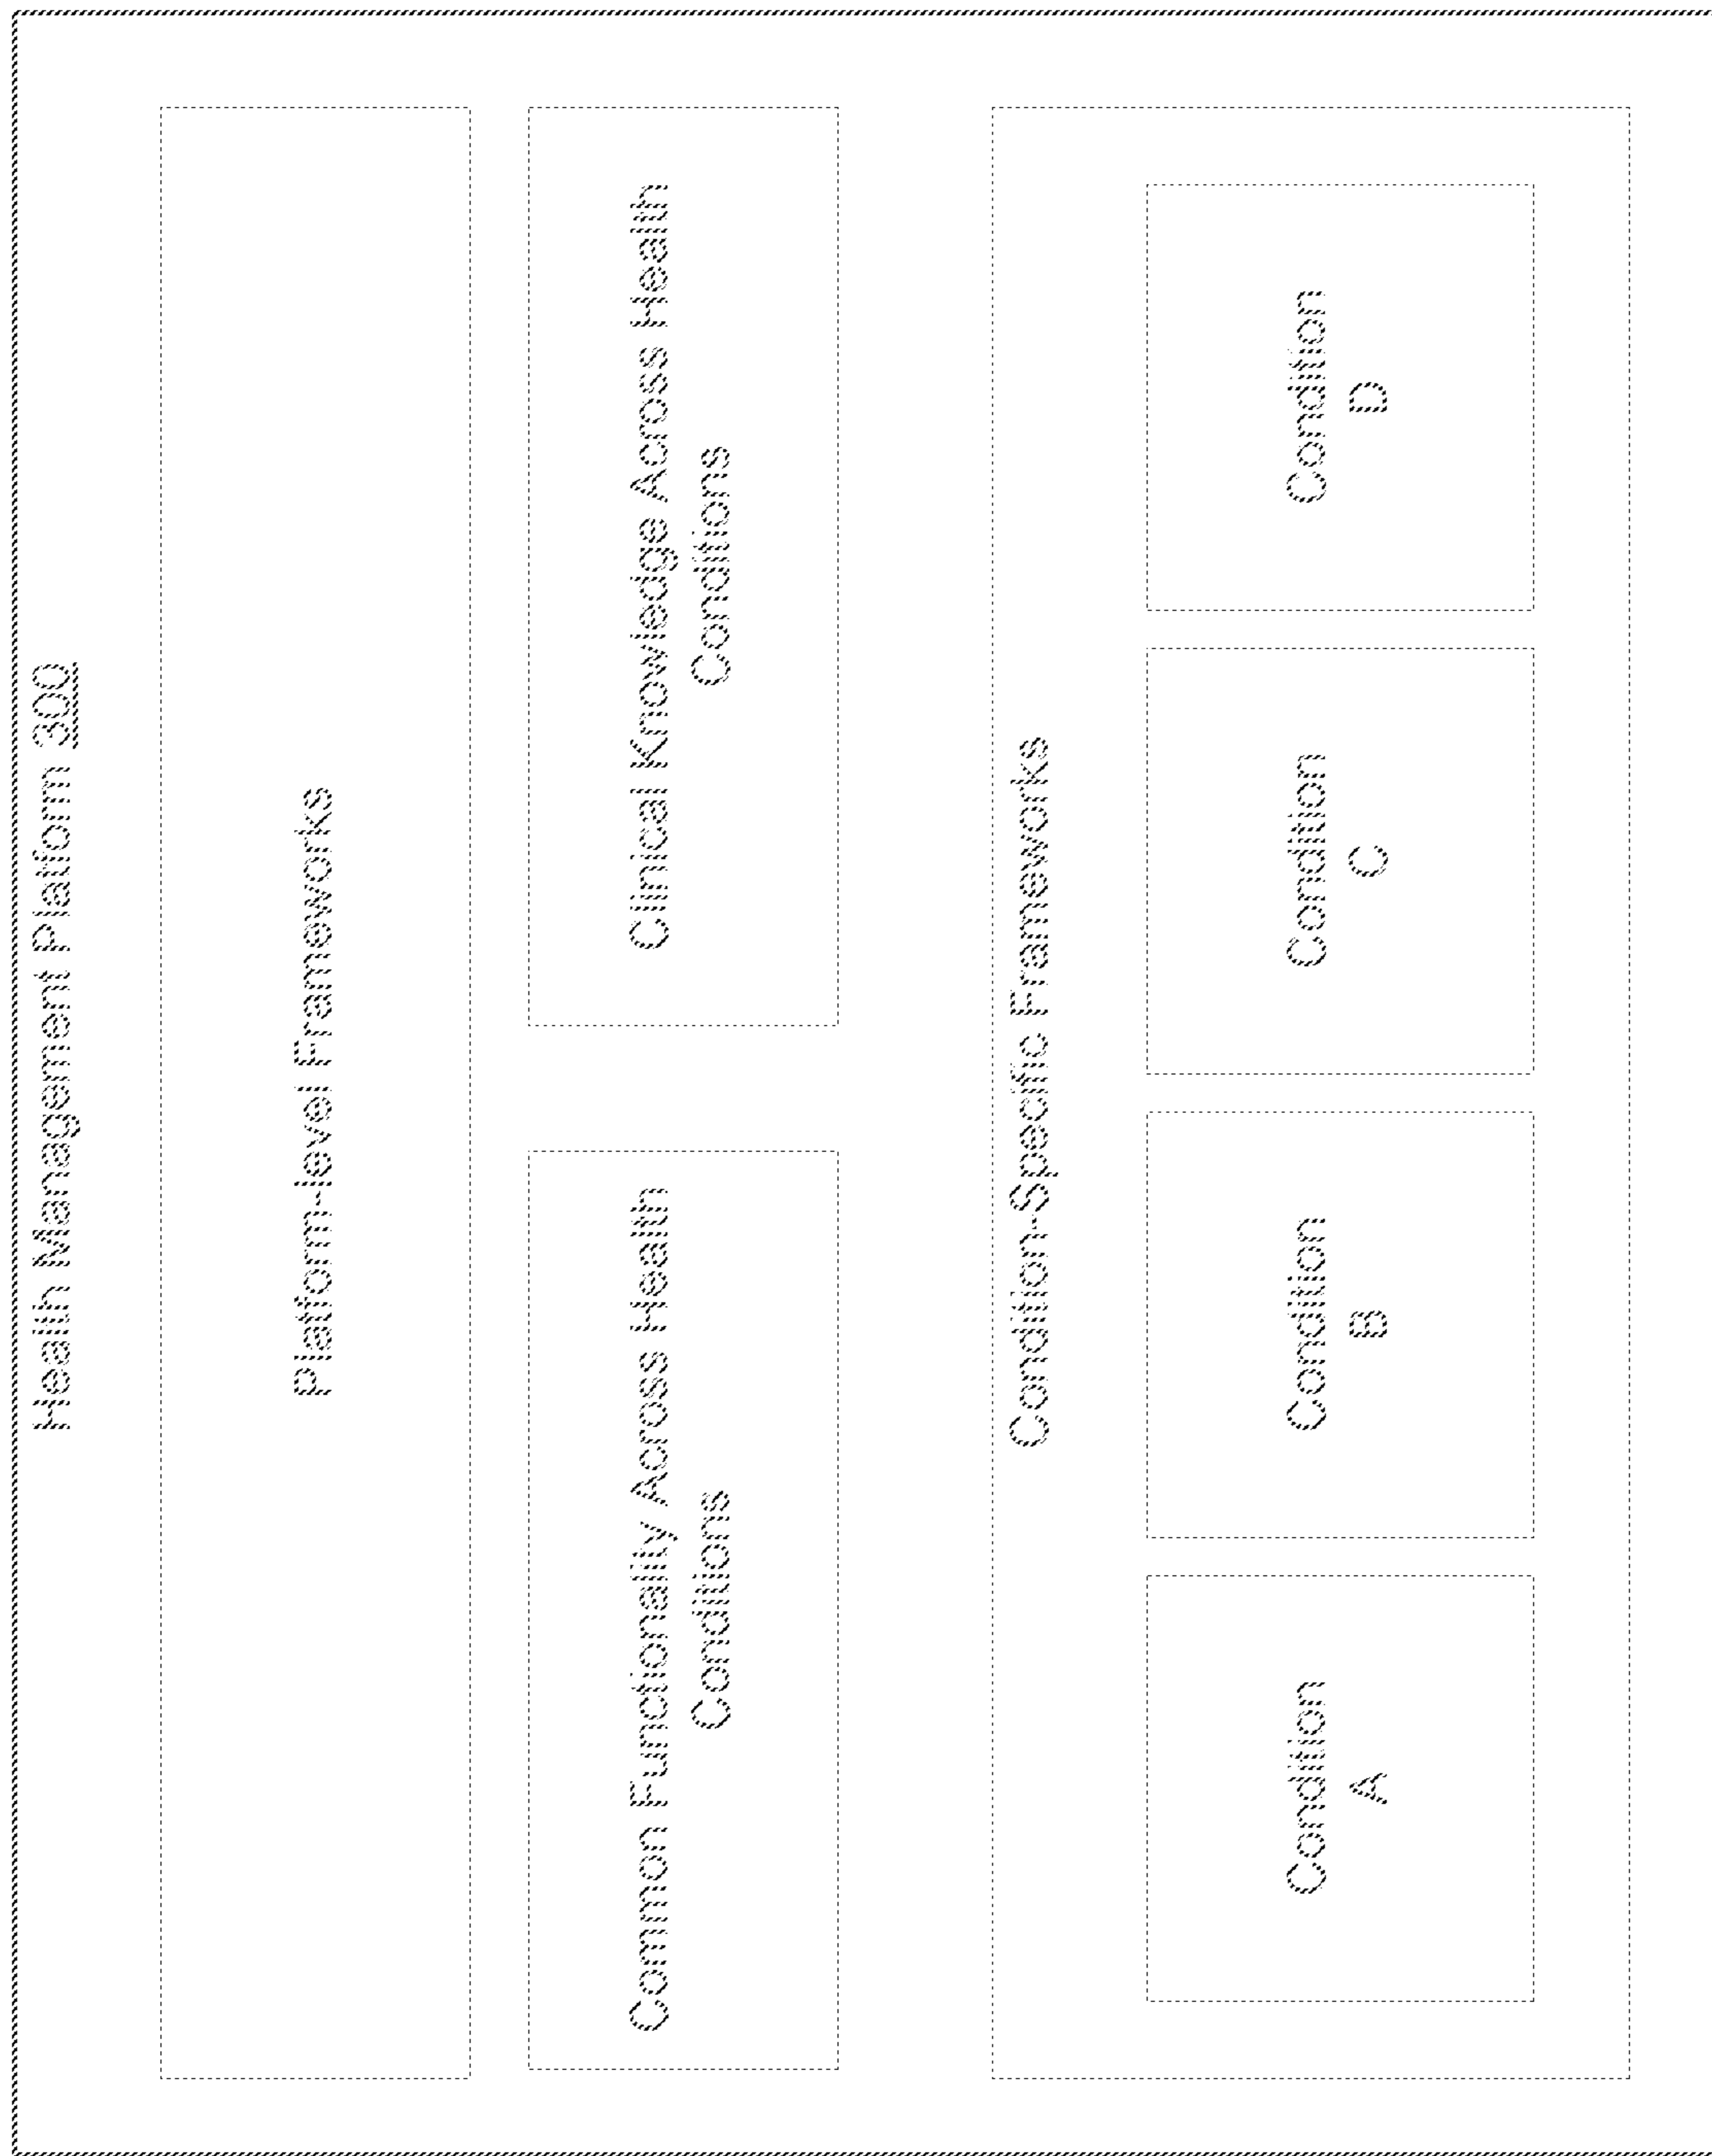 Health Management Platform 300
Platform-level Frameworks
Common Functionality Across Health
Conditions
Clinical Knowledge Across Health
Conditions
Condition-Specific Frameworks
Condition
A
Condition
B
Condition
C
Condition
D